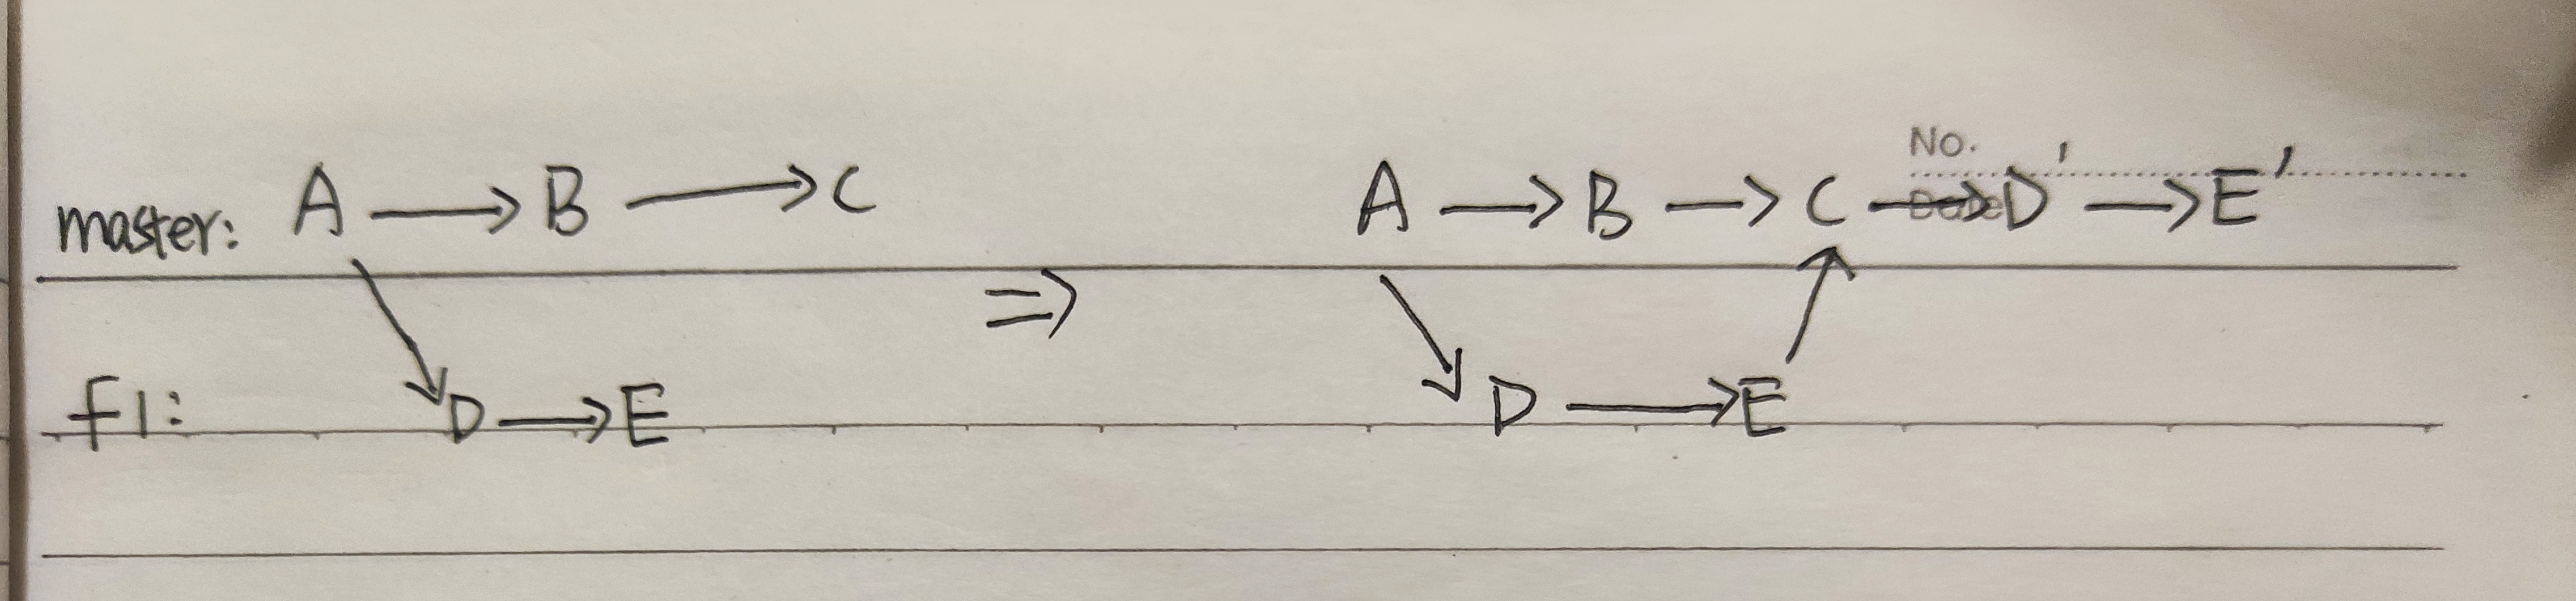 No.
master: A → B → C ⇒ A → B → C → D' → E'
Date
f1: D → E D → E